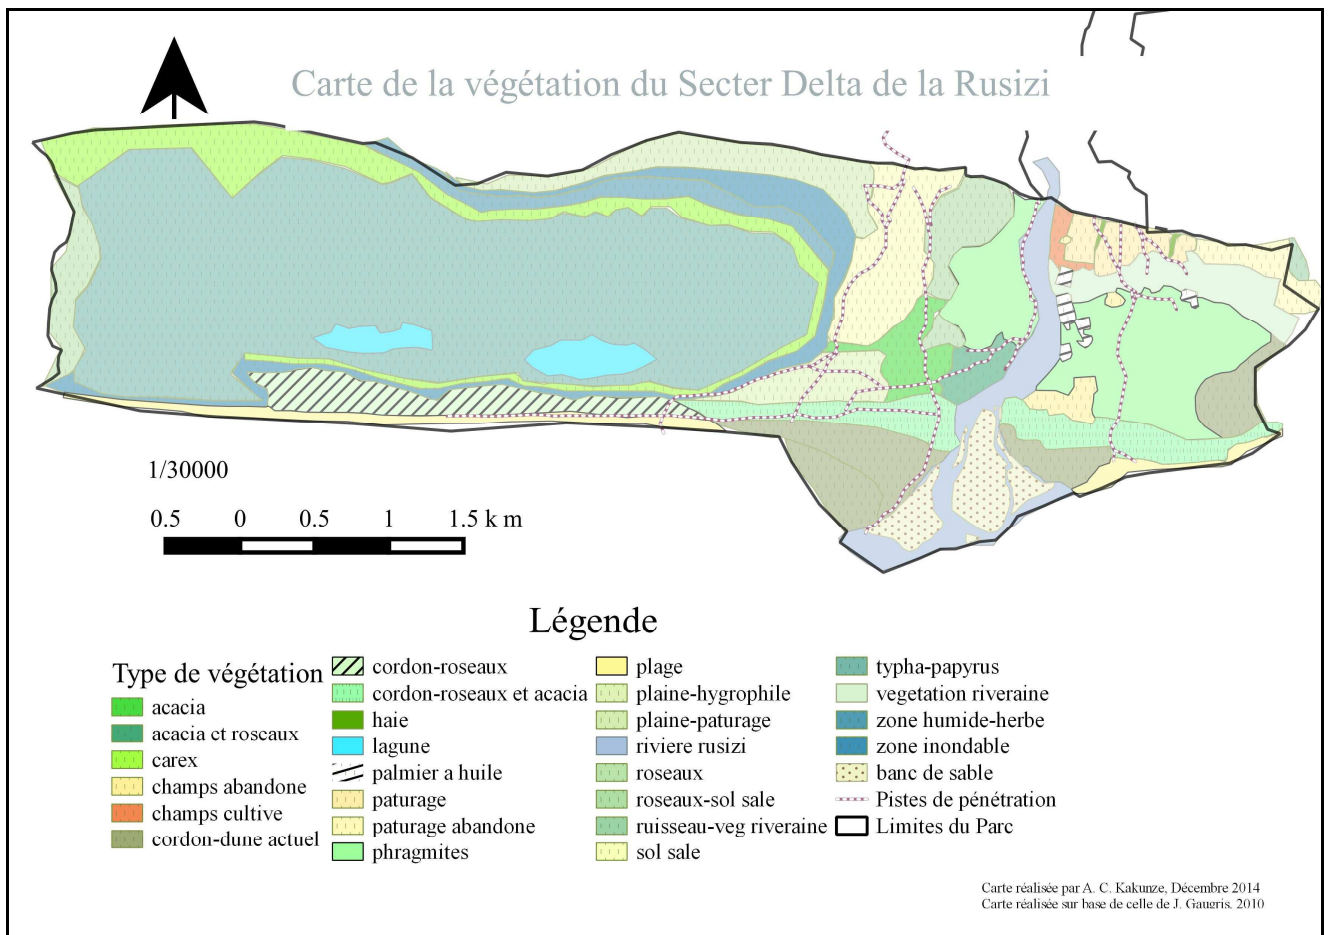 Carte de la végétation du Secter Delta de la Rusizi
1/30000
0.5 0 0.5 1 1.5 k m
Légende
Type de végétation
acacia
acacia et roseaux
carex
champs abandone
champs cultive
cordon-dune actuel
cordon-roseaux
cordon-roseaux et acacia
haie
lagune
palmier a huile
paturage
paturage abandone
phragmites
plage
plaine-hygrophile
plaine-paturage
riviere rusizi
roseaux
roseaux-sol sale
ruisseau-veg riveraine
sol sale
typha-papyrus
vegetation riveraine
zone humide-herbe
zone inondable
banc de sable
Pistes de pénétration
Limites du Parc
Carte réalisée par A. C. Kakunze, Décembre 2014
Carte réalisée sur base de celle de J. Gaugris. 2010